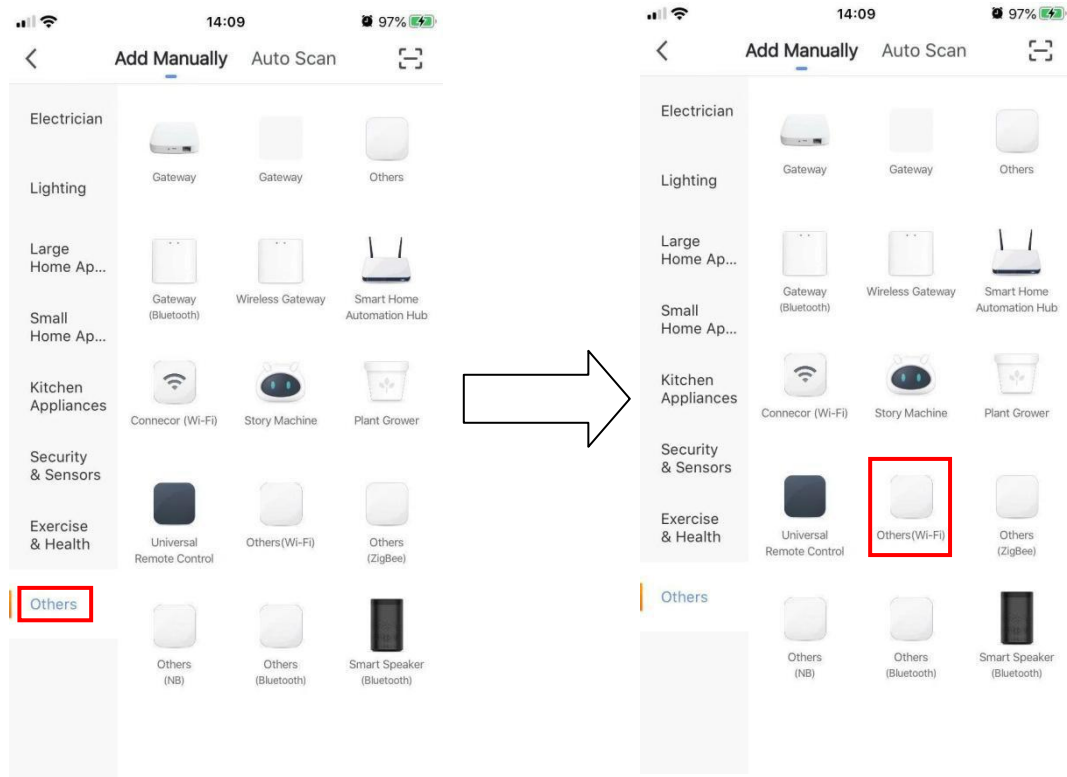 14:09
97%
Add Manually
Auto Scan
Electrician
Lighting
Large
Home Ap...
Small
Home Ap...
Kitchen
Appliances
Security
& Sensors
Exercise
& Health
Others
Gateway
Gateway
Others
Gateway
(Bluetooth)
Wireless Gateway
Smart Home
Automation Hub
Connecor (Wi-Fi)
Story Machine
Plant Grower
Universal
Remote Control
Others(Wi-Fi)
Others
(ZigBee)
Others
(NB)
Others
(Bluetooth)
Smart Speaker
(Bluetooth)
14:09
97%
Add Manually
Auto Scan
Electrician
Lighting
Large
Home Ap...
Small
Home Ap...
Kitchen
Appliances
Security
& Sensors
Exercise
& Health
Others
Gateway
Gateway
Others
Gateway
(Bluetooth)
Wireless Gateway
Smart Home
Automation Hub
Connecor (Wi-Fi)
Story Machine
Plant Grower
Universal
Remote Control
Others(Wi-Fi)
Others
(ZigBee)
Others
(NB)
Others
(Bluetooth)
Smart Speaker
(Bluetooth)